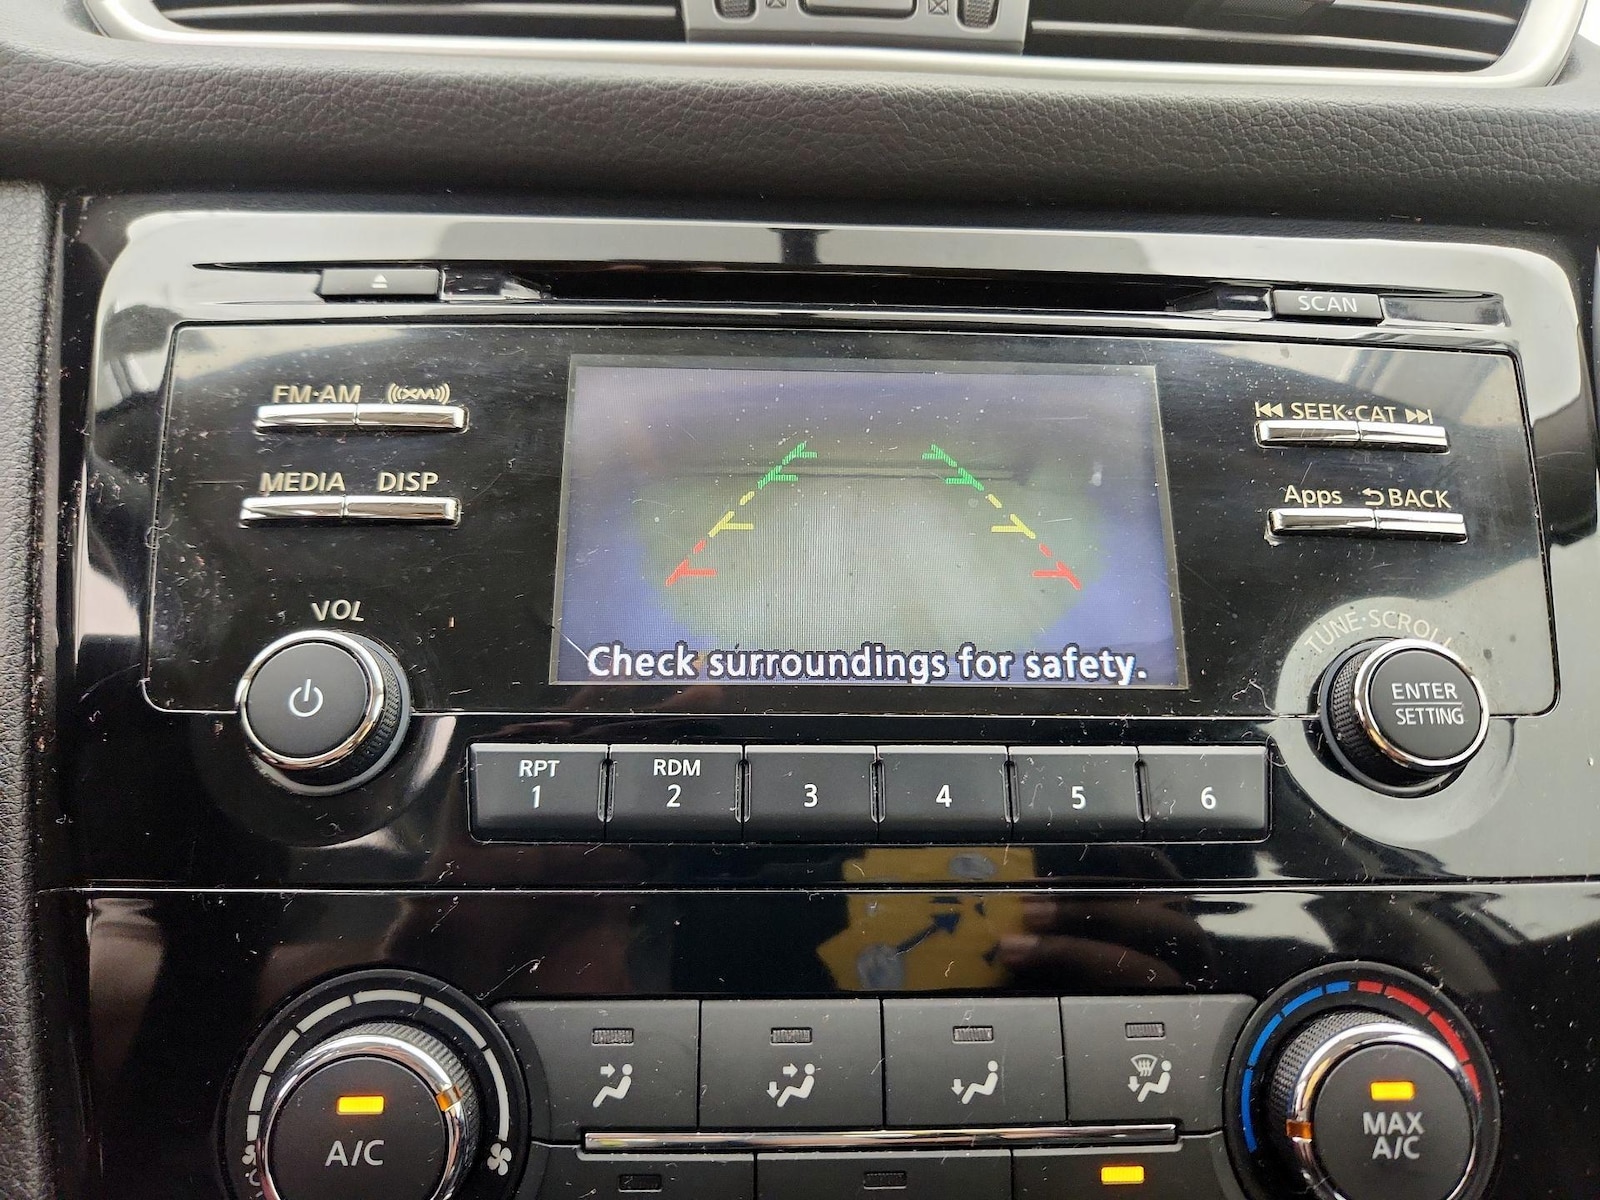 SCAN
FM·AM XM
SEEK·CAT
MEDIA DISP
Apps BACK
VOL
TUNE·SCROLL
Check surroundings for safety.
ENTER
SETTING
RPT
1
RDM
2
3
4
5
6
A/C
MAX
A/C